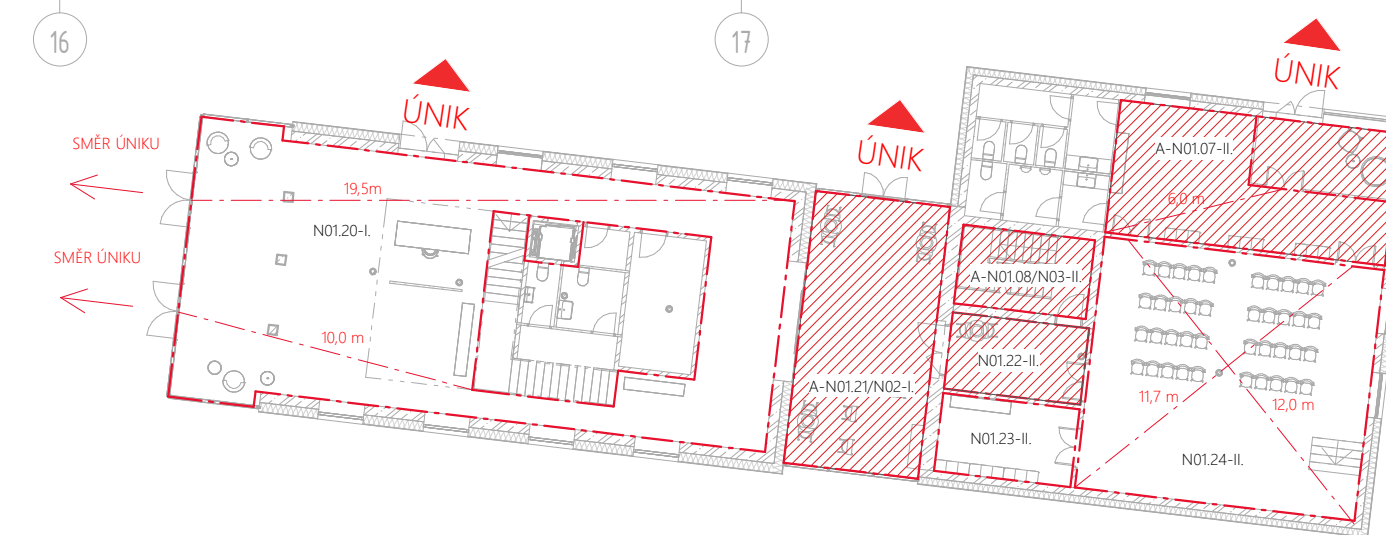 16
17
ÚNIK
ÚNIK
ÚNIK
SMĚR ÚNIKU
SMĚR ÚNIKU
19,5m
N01.20-I.
10,0 m
A-N01.07-II.
6,0 m
A-N01.08/N03-II.
N01.22-II.
A-N01.21/N02-I.
N01.23-II.
11,7 m
12,0 m
N01.24-II.